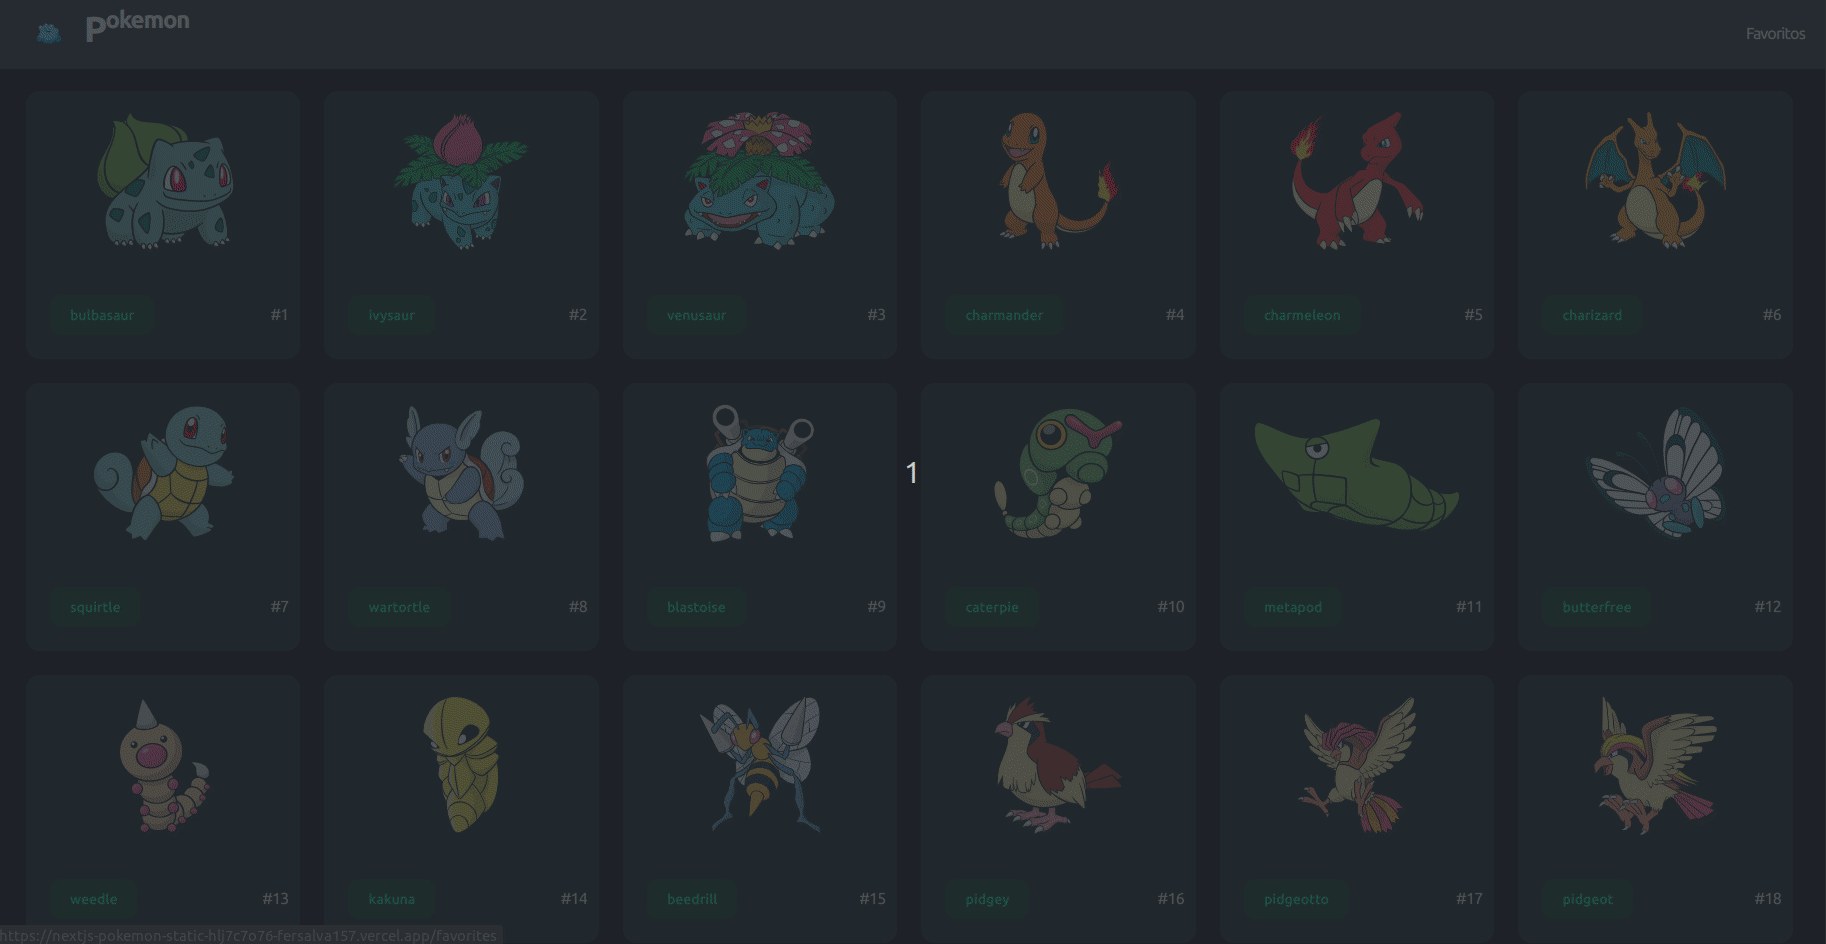 Pokemon
Favoritos
bulbasaur #1
ivysaur #2
venusaur #3
charmander #4
charmeleon #5
charizard #6
squirtle #7
wartortle #8
blastoise #9
caterpie #10
metapod #11
butterfree #12
1
weedle #13
kakuna #14
beedrill #15
pidgey #16
pidgeotto #17
pidgeot #18
https://nextjs-pokemon-static-hlj7c7o76-fersalva157.vercel.app/favorites